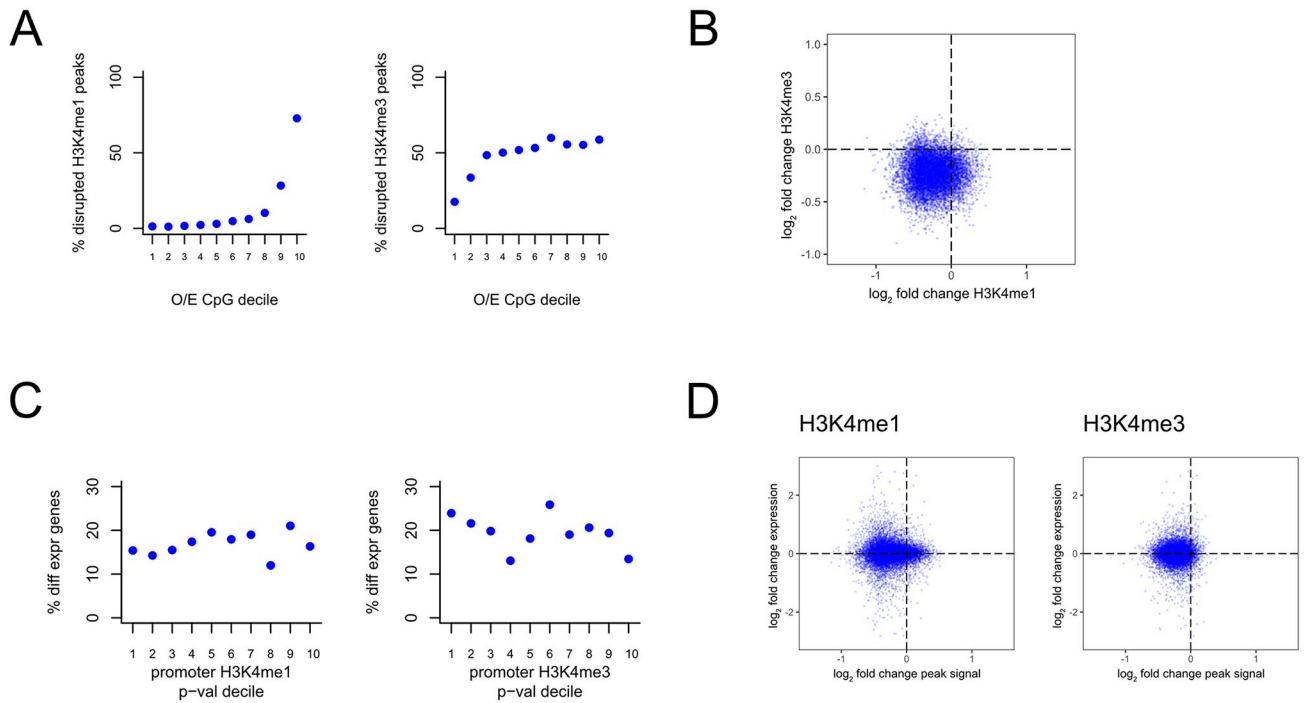 A
% disrupted H3K4me1 peaks
100
50
0
1 2 3 4 5 6 7 8 9 10
O/E CpG decile
% disrupted H3K4me3 peaks
100
50
0
1 2 3 4 5 6 7 8 9 10
O/E CpG decile
B
log2 fold change H3K4me3
1.0
0.5
0.0
-0.5
-1.0
-1 0 1
log2 fold change H3K4me1
C
% diff expr genes
30
20
10
0
1 2 3 4 5 6 7 8 9 10
promoter H3K4me1
p−val decile
% diff expr genes
30
20
10
0
1 2 3 4 5 6 7 8 9 10
promoter H3K4me3
p−val decile
D
H3K4me1
log2 fold change expression
2
0
-2
-1 0 1
log2 fold change peak signal
H3K4me3
log2 fold change expression
2
0
-2
-1 0 1
log2 fold change peak signal